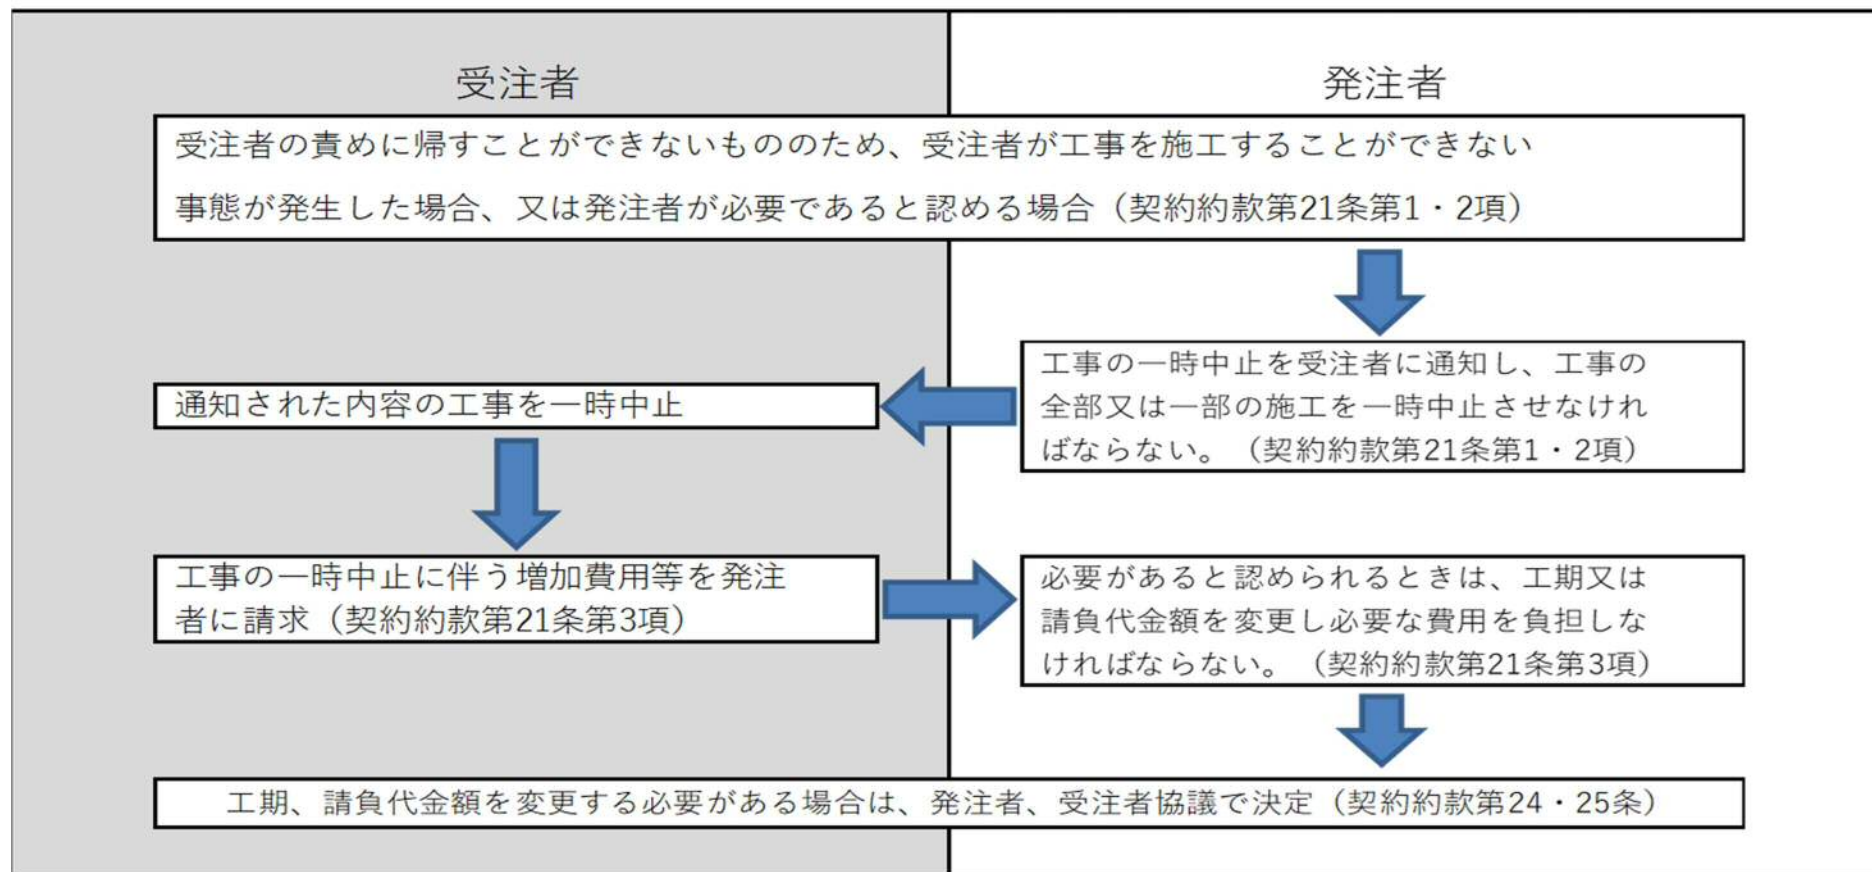 受注者
発注者
受注者の責めに帰すことができないもののため、受注者が工事を施工することができない
事態が発生した場合、又は発注者が必要であると認める場合（契約約款第21条第1・2項）
工事の一時中止を受注者に通知し、工事の
全部又は一部の施工を一時中止させなけれ
ばならない。（契約約款第21条第1・2項）
通知された内容の工事を一時中止
工事の一時中止に伴う増加費用等を発注
者に請求（契約約款第21条第3項）
必要があると認められるときは、工期又は
請負代金額を変更し必要な費用を負担しな
ければならない。（契約約款第21条第3項）
工期、請負代金額を変更する必要がある場合は、発注者、受注者協議で決定（契約約款第24・25条）